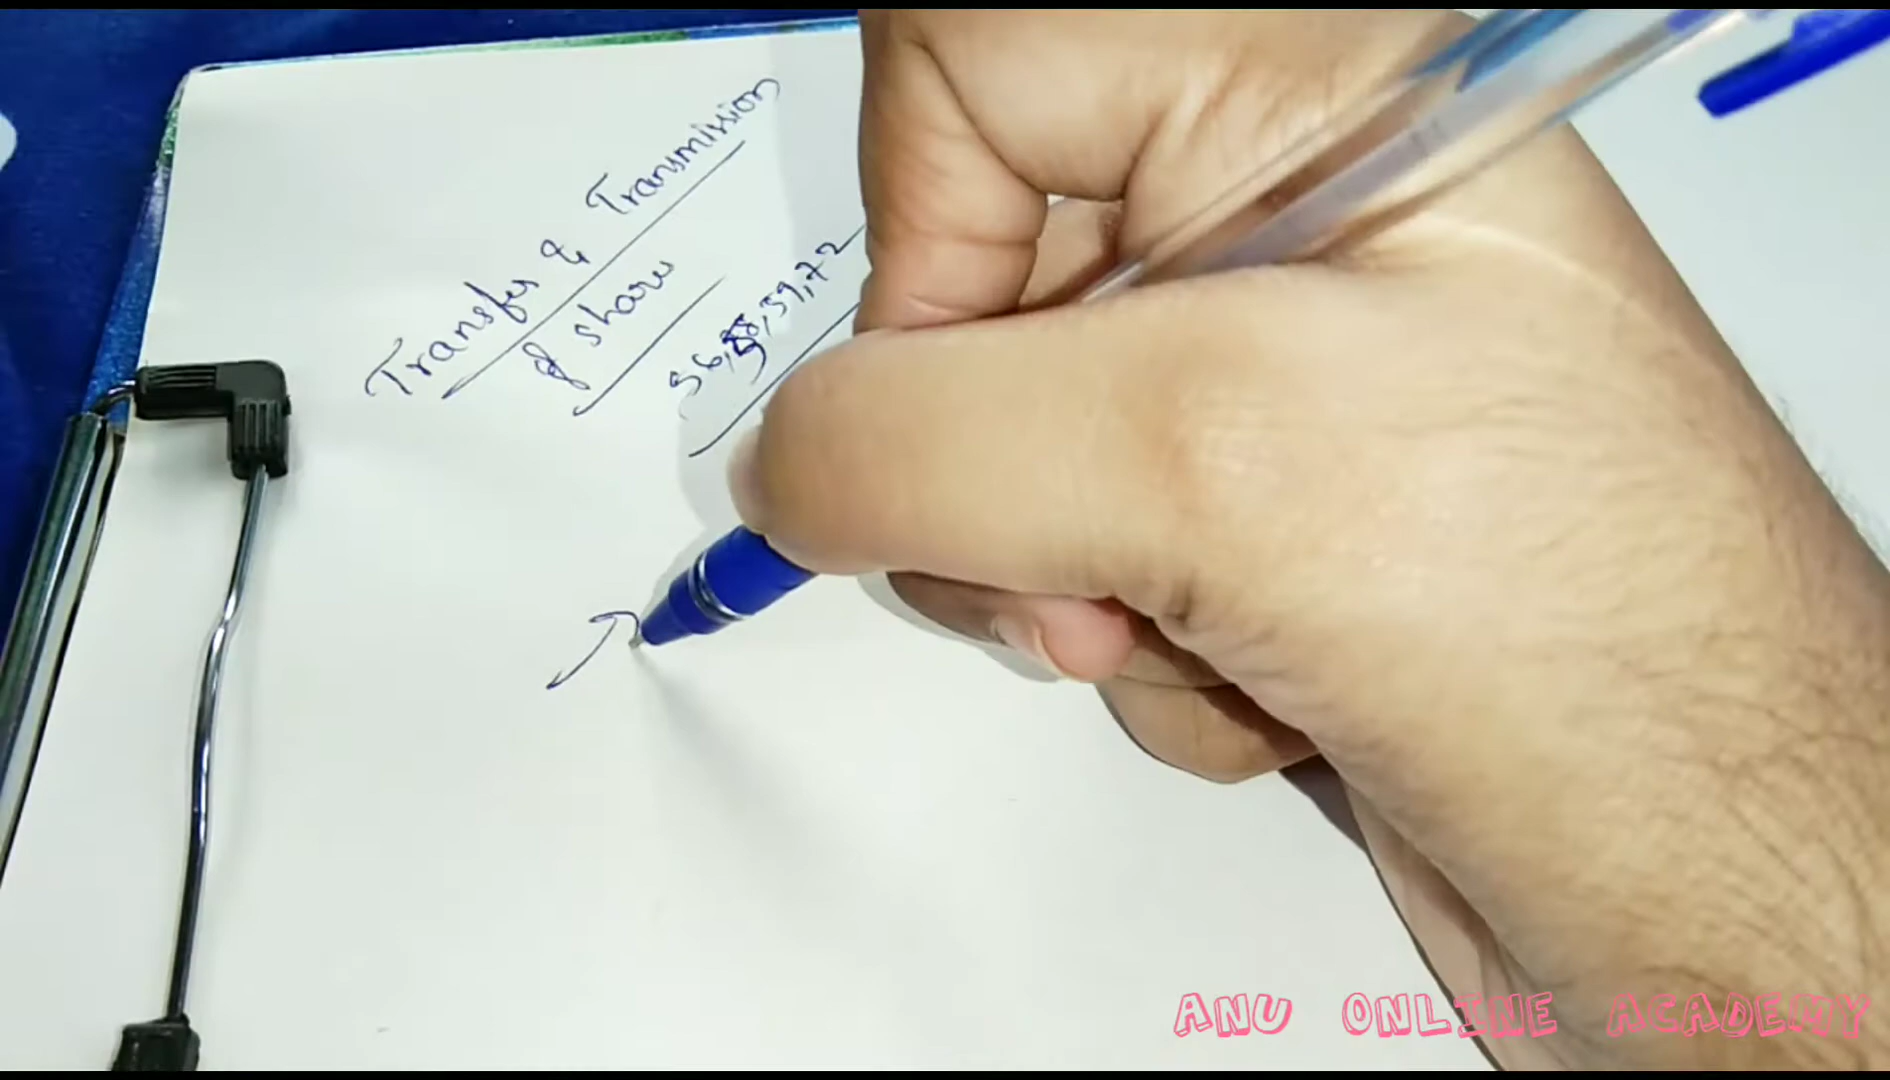 Transfer & Transmission
of share
56, 58, 59, 72
ANU ONLINE ACADEMY